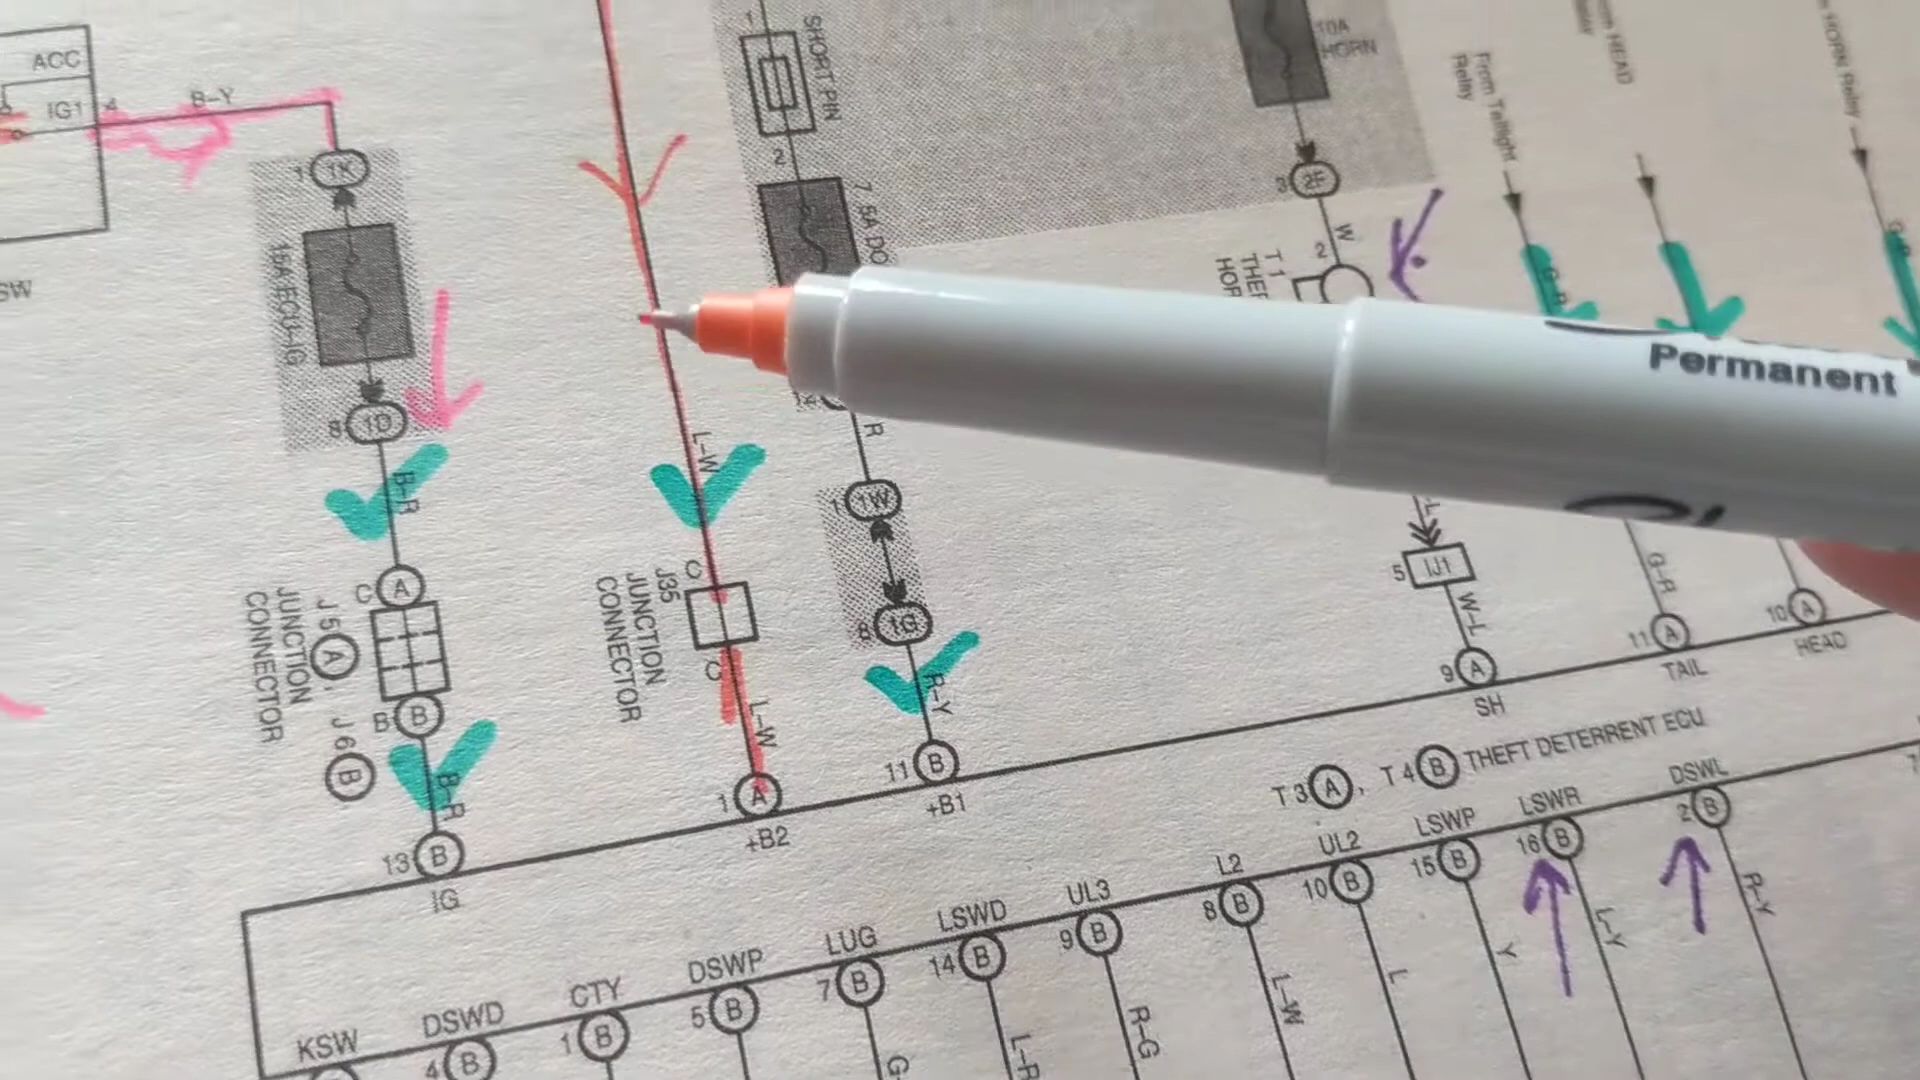 ACC
IG1 4
B-Y
SW
1 1K
15A ECU-IG
8 1D
B-R
C A
J 5 A , J 6 B
JUNCTION
CONNECTOR
B B
B-R
13 B
IG
L-W
C
J35
JUNCTION
CONNECTOR
C
L-W
1 A
+B2
1
SHORT PIN
2
R
1 1W
8 1G
R-Y
11 B
+B1
10A
HORN
3 2F
W
2
T 1
5 IJ1
W-L
9 A
SH
From Taillight
Relay
HEAD
HORN Relay
G-R
G-R
11 A
TAIL
10 A
HEAD
Permanent
T 3 A , T 4 B THEFT DETERRENT ECU
KSW
DSWD
4 B
CTY
1 B
DSWP
5 B
LUG
7 B
LSWD
14 B
L-R
UL3
9 B
R-G
L2
8 B
L-W
UL2
10 B
L
LSWP
15 B
Y
LSWR
16 B
L-Y
DSWL
2 B
R-Y